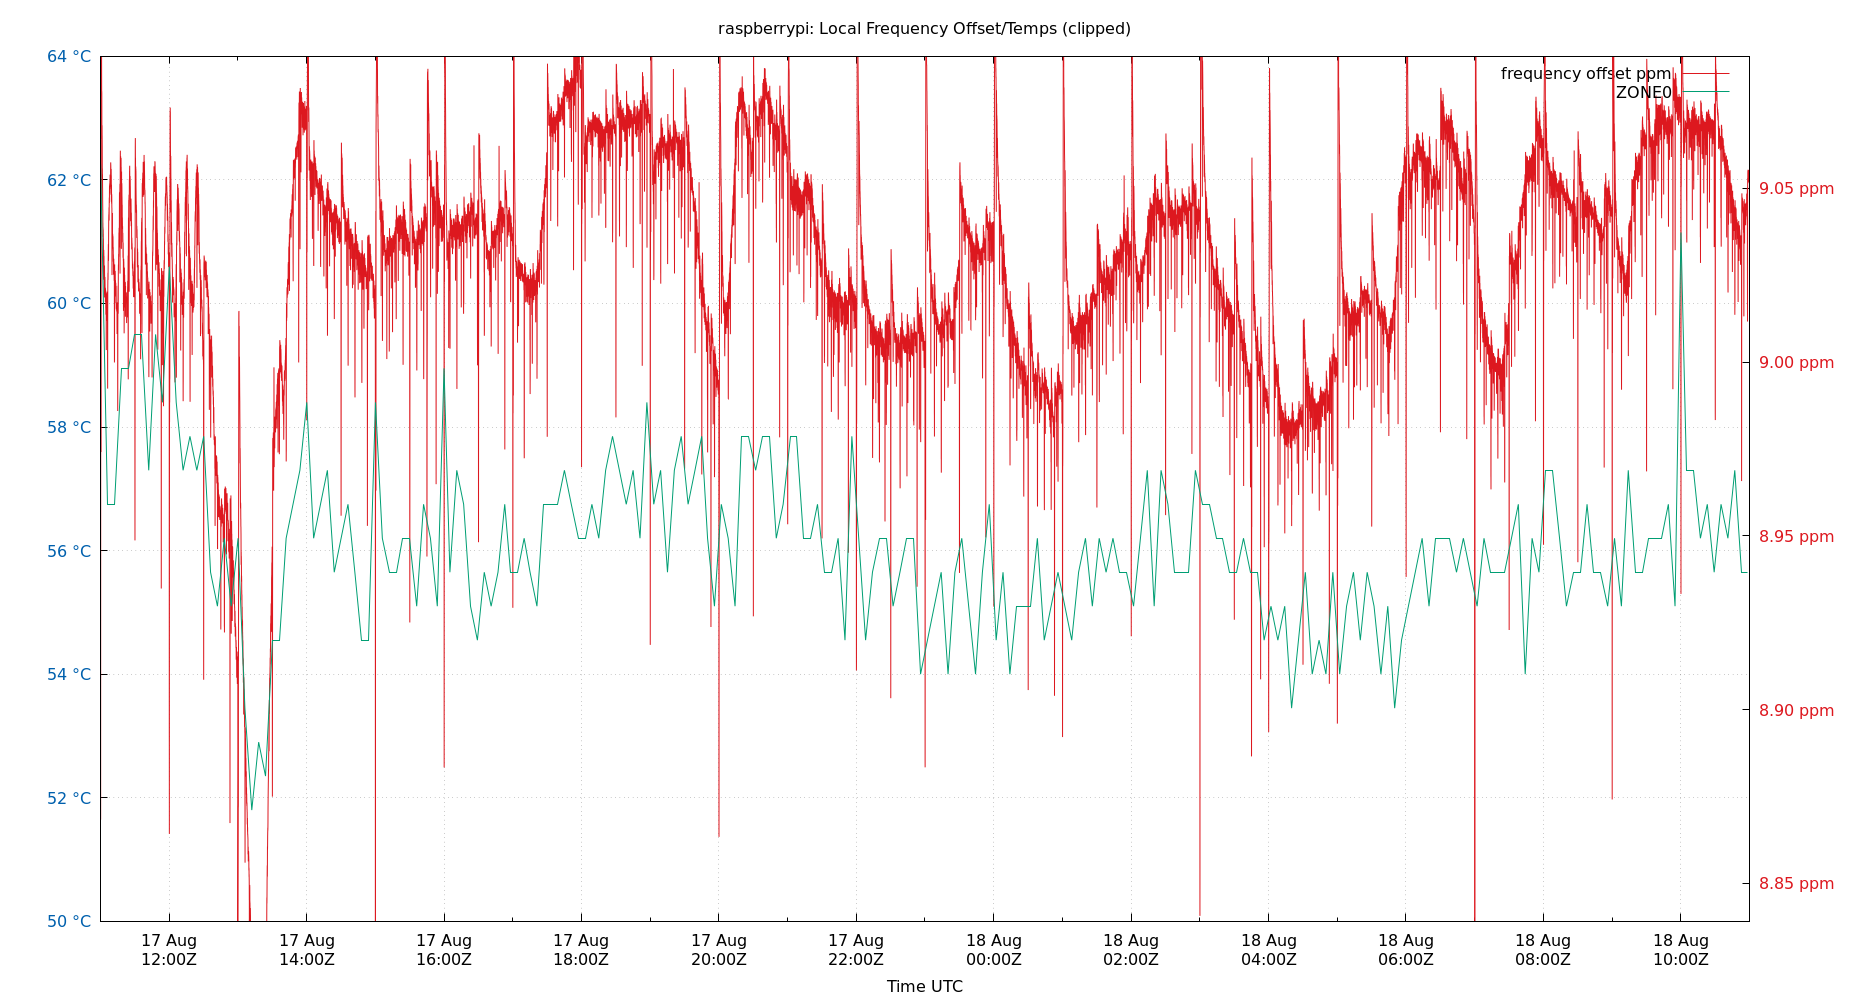 raspberrypi: Local Frequency Offset/Temps (clipped)
64 °C
62 °C
60 °C
58 °C
56 °C
54 °C
52 °C
50 °C
frequency offset ppm
ZONE0
9.05 ppm
9.00 ppm
8.95 ppm
8.90 ppm
8.85 ppm
17 Aug 17 Aug 17 Aug 17 Aug 17 Aug 17 Aug 18 Aug 18 Aug 18 Aug 18 Aug 18 Aug 18 Aug
12:00Z 14:00Z 16:00Z 18:00Z 20:00Z 22:00Z 00:00Z 02:00Z 04:00Z 06:00Z 08:00Z 10:00Z
Time UTC